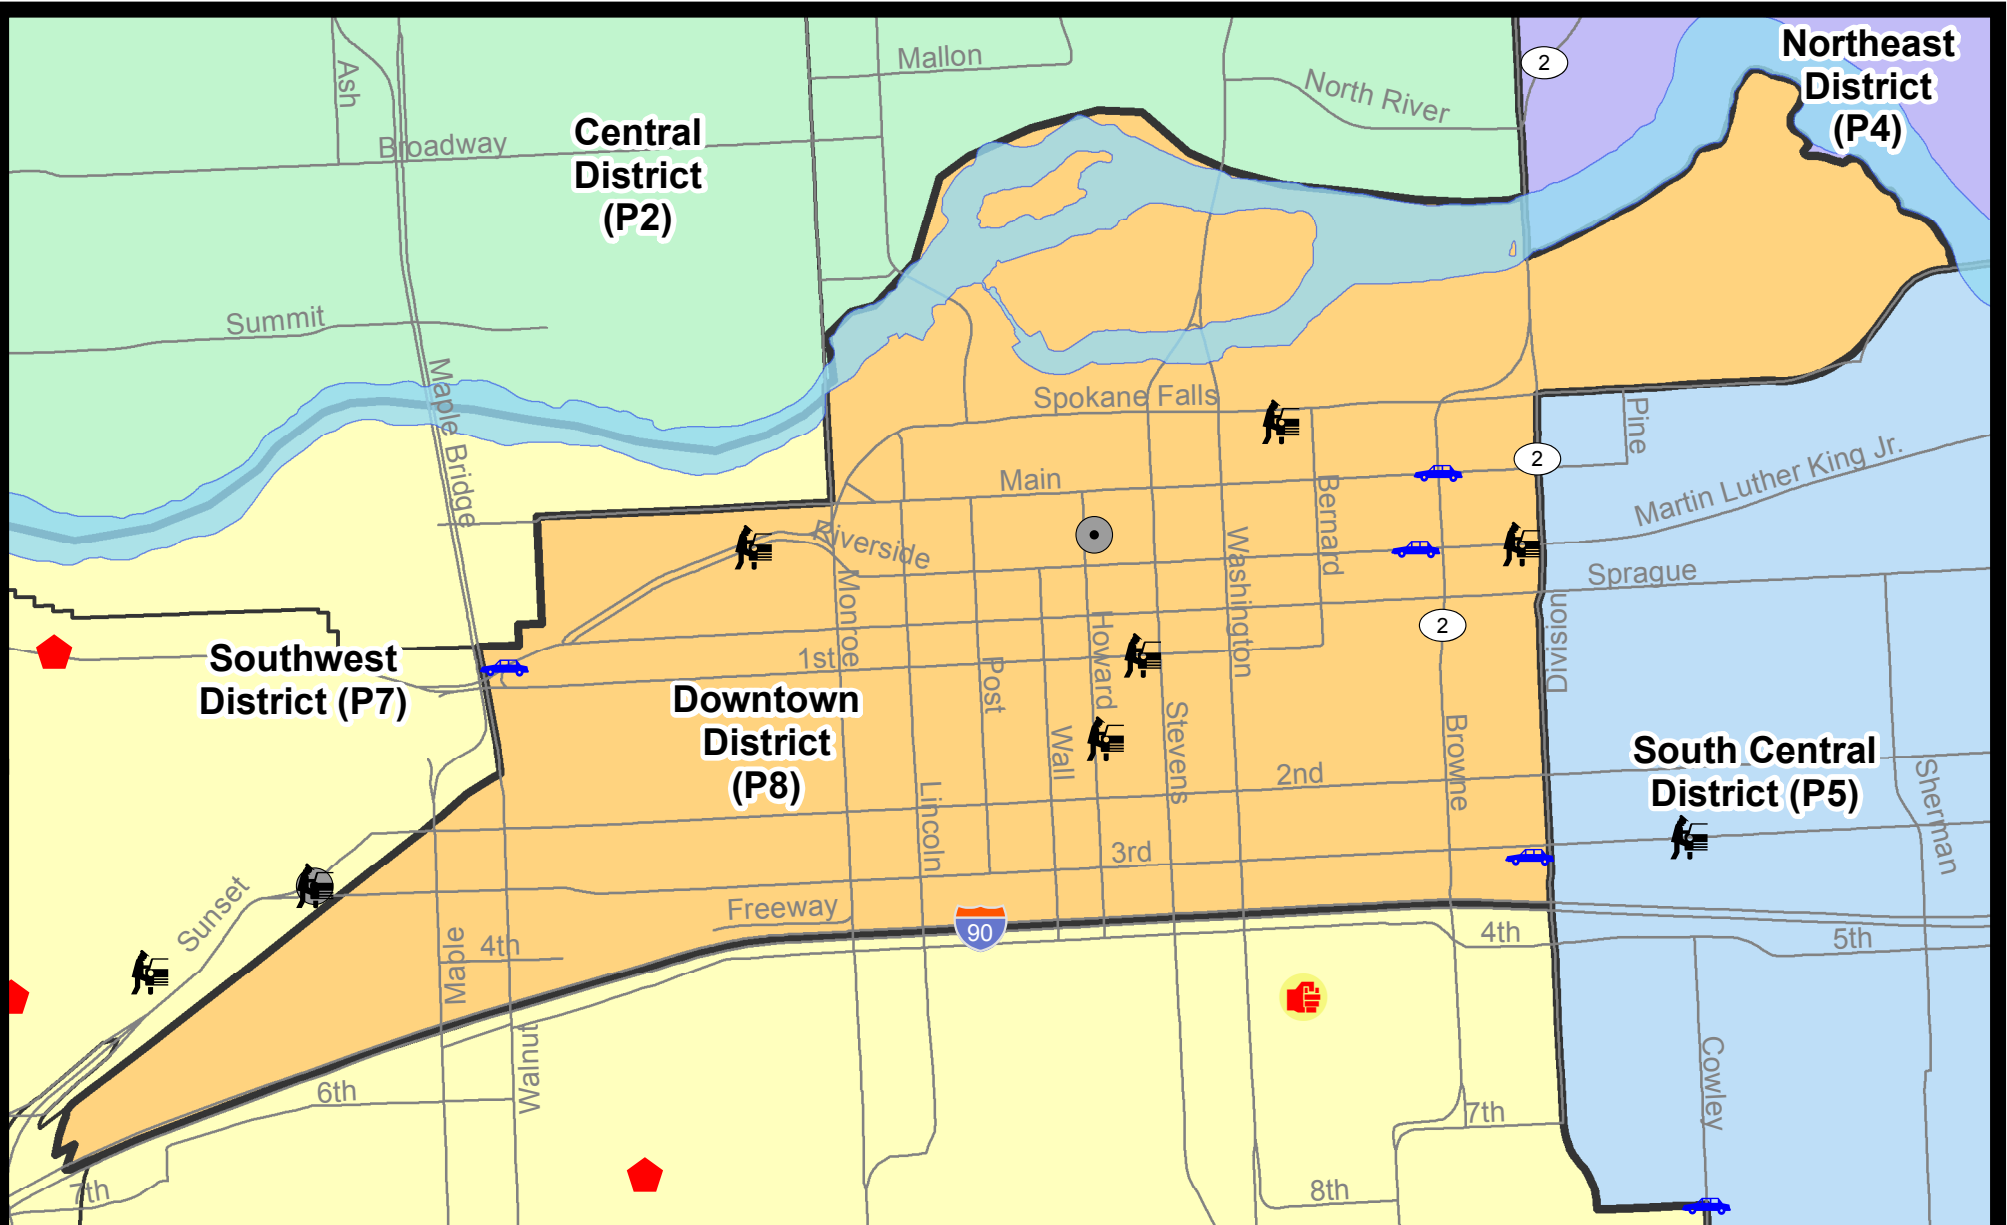 Northeast
District
(P4)
2
Mallon
Ash
North River
Central
District
(P2)
Broadway
Summit
Maple Bridge
Spokane Falls
Pine
Main
2
Martin Luther King Jr.
Bernard
Riverside
Washington
Sprague
Monroe
Division
Howard
2
Southwest
District (P7)
1st
Post
Downtown
District
(P8)
Stevens
Wall
Browne
South Central
District (P5)
2nd
Sherman
Lincoln
3rd
Sunset
Freeway
90
4th
Maple
4th
5th
Walnut
Cowley
6th
7th
7th
8th